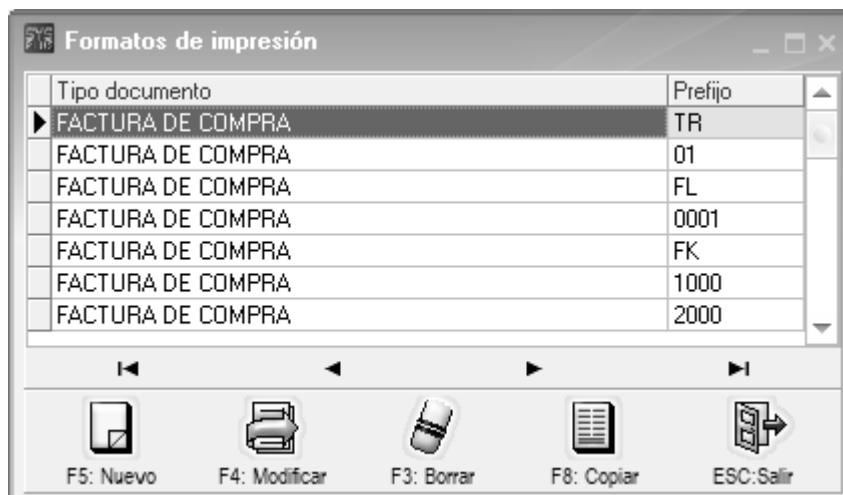 Formatos de impresión
Tipo documento Prefijo
FACTURA DE COMPRA TR
FACTURA DE COMPRA 01
FACTURA DE COMPRA FL
FACTURA DE COMPRA 0001
FACTURA DE COMPRA FK
FACTURA DE COMPRA 1000
FACTURA DE COMPRA 2000
F5: Nuevo F4: Modificar F3: Borrar F8: Copiar ESC:Salir